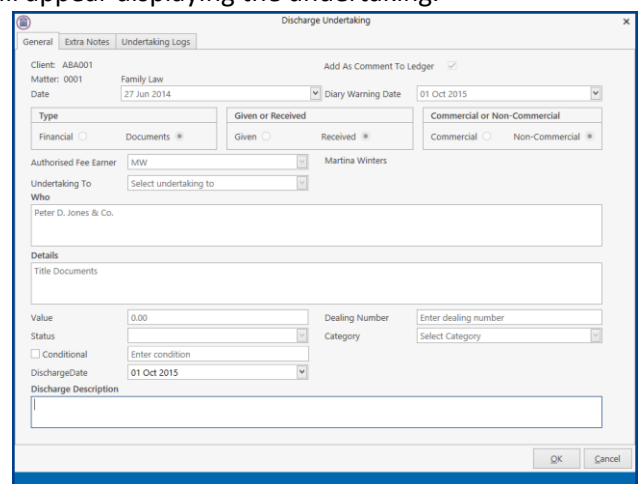 appear displaying the undertaking.
Discharge Undertaking
General Extra Notes Undertaking Logs
Client: ABA001 Add As Comment To Ledger
Matter: 0001 Family Law
Date 27 Jun 2014 Diary Warning Date 01 Oct 2015
Type Given or Received Commercial or Non-Commercial
Financial Documents Given Received Commercial Non-Commercial
Authorised Fee Earner MW Martina Winters
Undertaking To Select undertaking to
Who
Peter D. Jones & Co.
Details
Title Documents
Value 0.00 Dealing Number Enter dealing number
Status Category Select Category
Conditional Enter condition
DischargeDate 01 Oct 2015
Discharge Description
OK Cancel